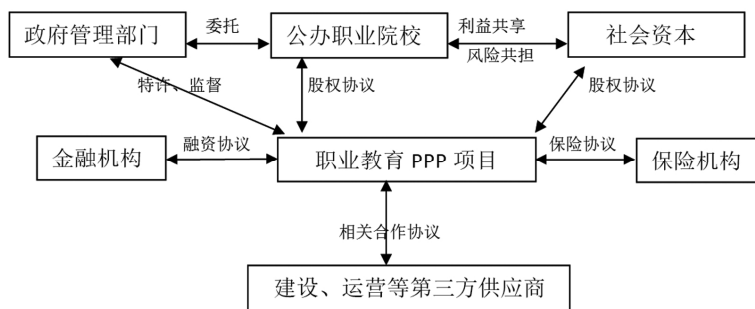 政府管理部门
委托
公办职业院校
利益共享
风险共担
社会资本
特许、监督
股权协议
股权协议
金融机构
融资协议
职业教育 PPP 项目
保险协议
保险机构
相关合作协议
建设、运营等第三方供应商